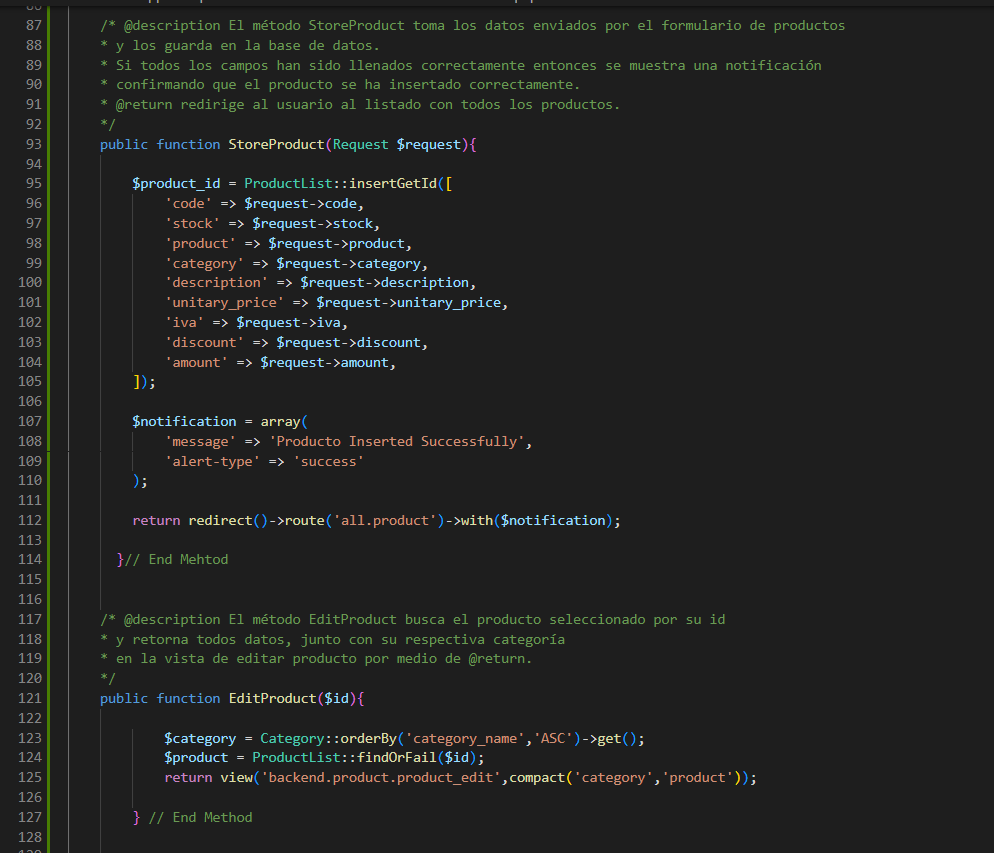 87 /* @description El método StoreProduct toma los datos enviados por el formulario de productos
88 * y los guarda en la base de datos.
89 * Si todos los campos han sido llenados correctamente entonces se muestra una notificación
90 * confirmando que el producto se ha insertado correctamente.
91 * @return redirige al usuario al listado con todos los productos.
92 */
93 public function StoreProduct(Request $request){
94
95 $product_id = ProductList::insertGetId([
96 'code' => $request->code,
97 'stock' => $request->stock,
98 'product' => $request->product,
99 'category' => $request->category,
100 'description' => $request->description,
101 'unitary_price' => $request->unitary_price,
102 'iva' => $request->iva,
103 'discount' => $request->discount,
104 'amount' => $request->amount,
105 ]);
106
107 $notification = array(
108 'message' => 'Producto Inserted Successfully',
109 'alert-type' => 'success'
110 );
111
112 return redirect()->route('all.product')->with($notification);
113
114 }// End Mehtod
115
116
117 /* @description El método EditProduct busca el producto seleccionado por su id
118 * y retorna todos datos, junto con su respectiva categoría
119 * en la vista de editar producto por medio de @return.
120 */
121 public function EditProduct($id){
122
123 $category = Category::orderBy('category_name','ASC')->get();
124 $product = ProductList::findOrFail($id);
125 return view('backend.product.product_edit',compact('category','product'));
126
127 } // End Method
128